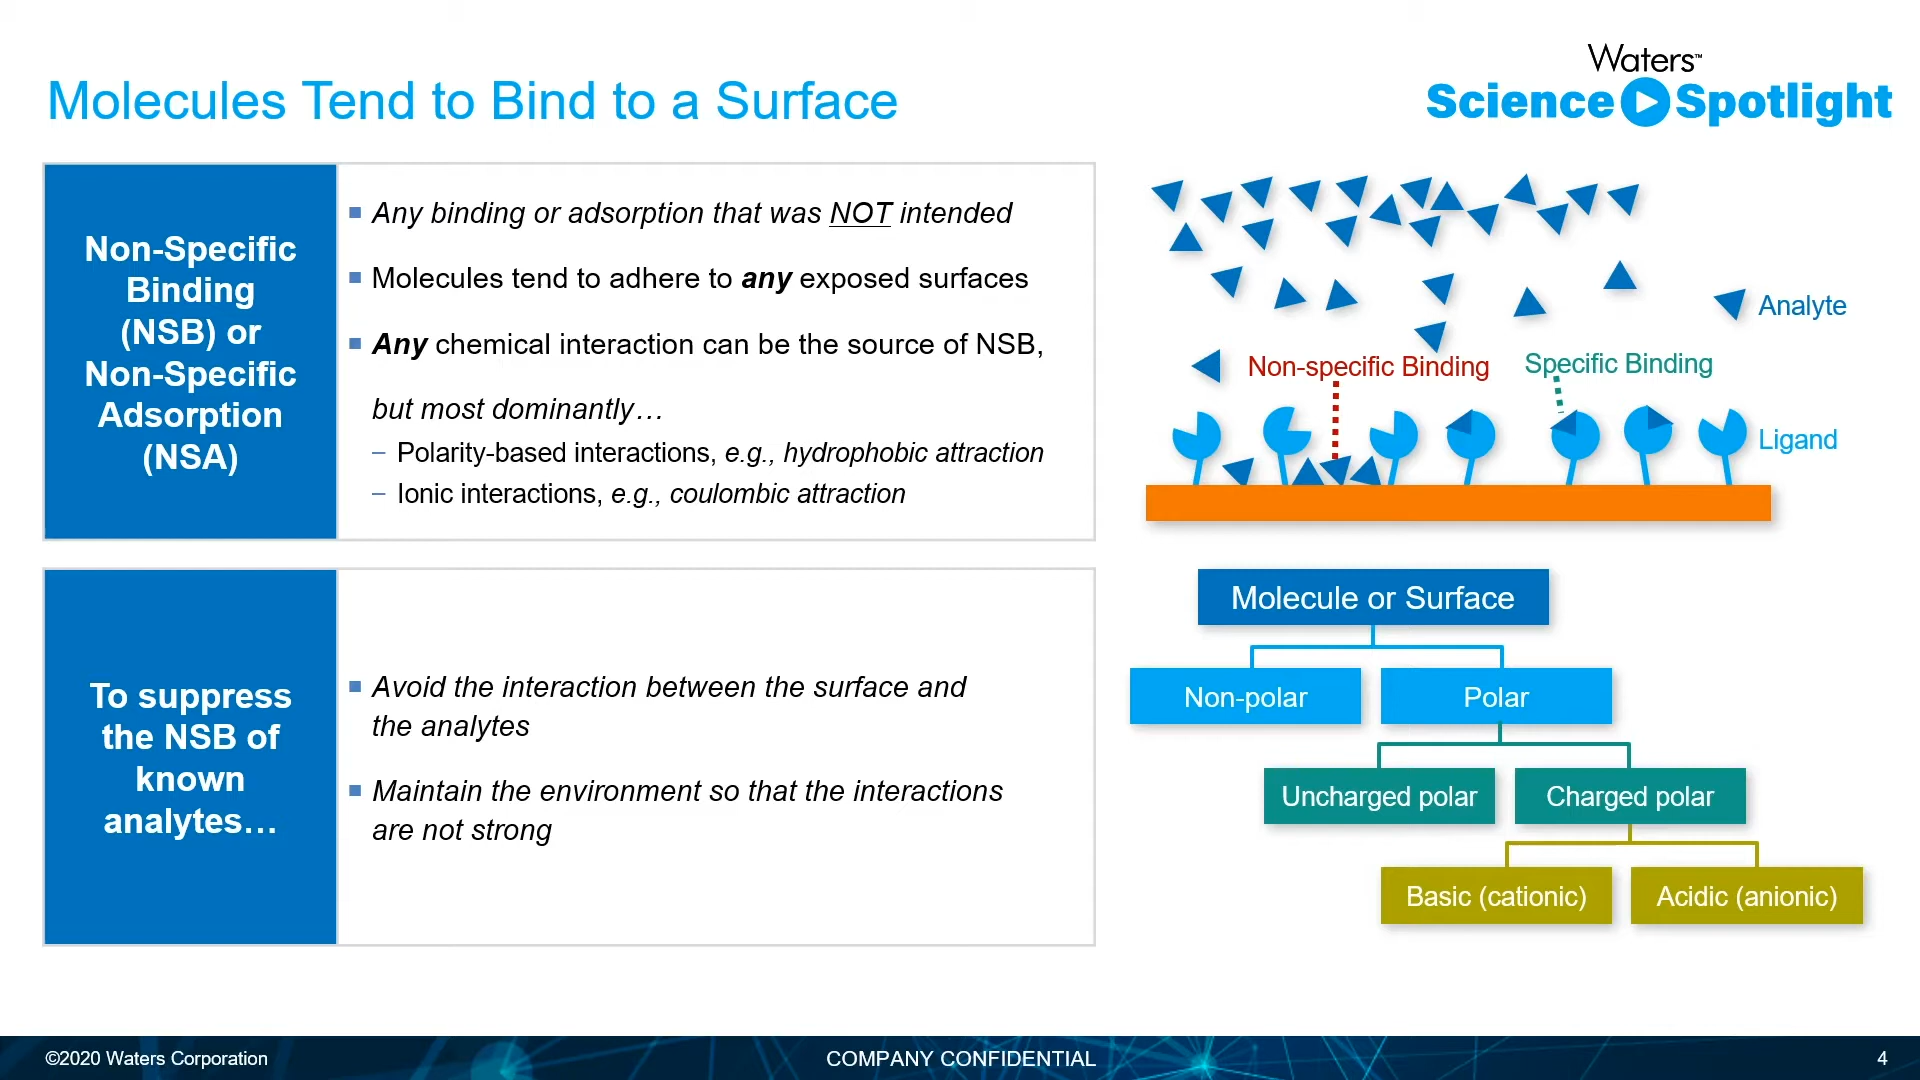 Molecules Tend to Bind to a Surface
Waters™
Science Spotlight
Non-Specific
Binding
(NSB) or
Non-Specific
Adsorption
(NSA)
Any binding or adsorption that was NOT intended
Molecules tend to adhere to any exposed surfaces
Any chemical interaction can be the source of NSB,
but most dominantly…
– Polarity-based interactions, e.g., hydrophobic attraction
– Ionic interactions, e.g., coulombic attraction
To suppress
the NSB of
known
analytes…
Avoid the interaction between the surface and
the analytes
Maintain the environment so that the interactions
are not strong
Analyte
Non-specific Binding
Specific Binding
Ligand
Molecule or Surface
Non-polar
Polar
Uncharged polar
Charged polar
Basic (cationic)
Acidic (anionic)
©2020 Waters Corporation
COMPANY CONFIDENTIAL
4